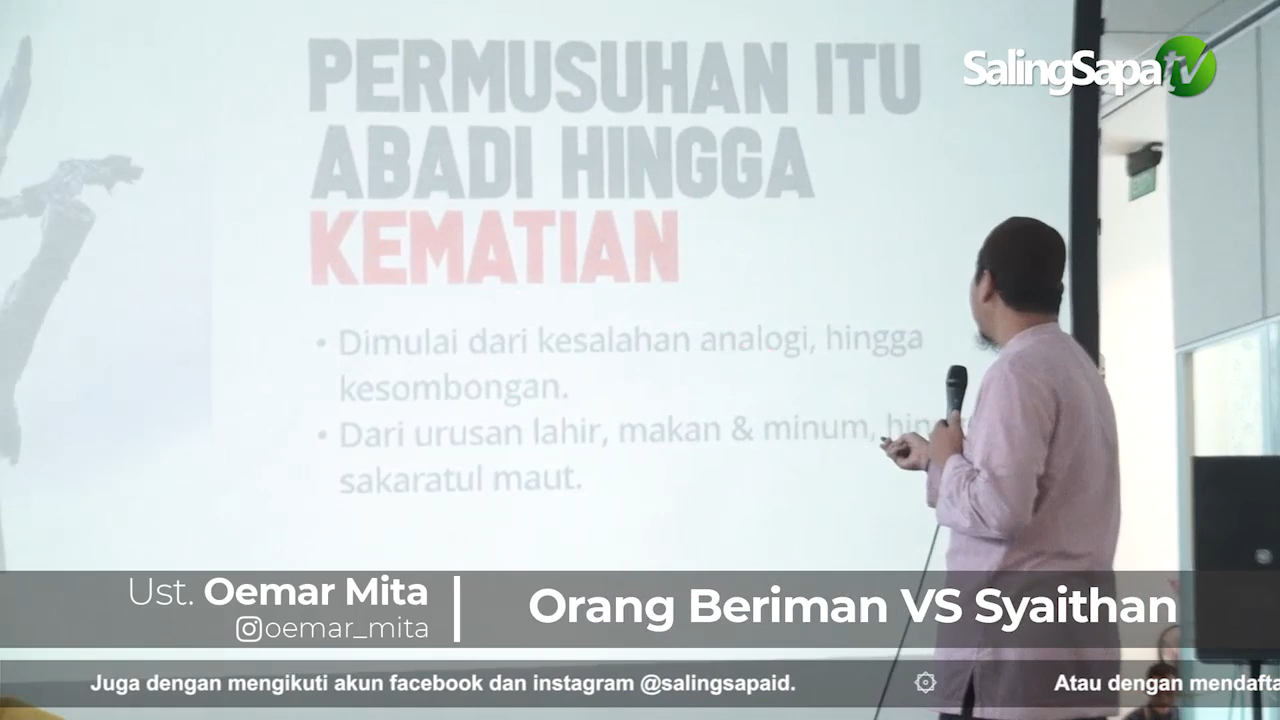 PERMUSUHAN ITU
ABADI HINGGA
KEMATIAN
SalingSapa tv
• Dimulai dari kesalahan analogi, hingga
kesombongan.
• Dari urusan lahir, makan & minum,
sakaratul maut.
Ust. Oemar Mita
oemar_mita
Orang Beriman VS Syaithan
Juga dengan mengikuti akun facebook dan instagram @salingsapaid.
Atau dengan mendafta